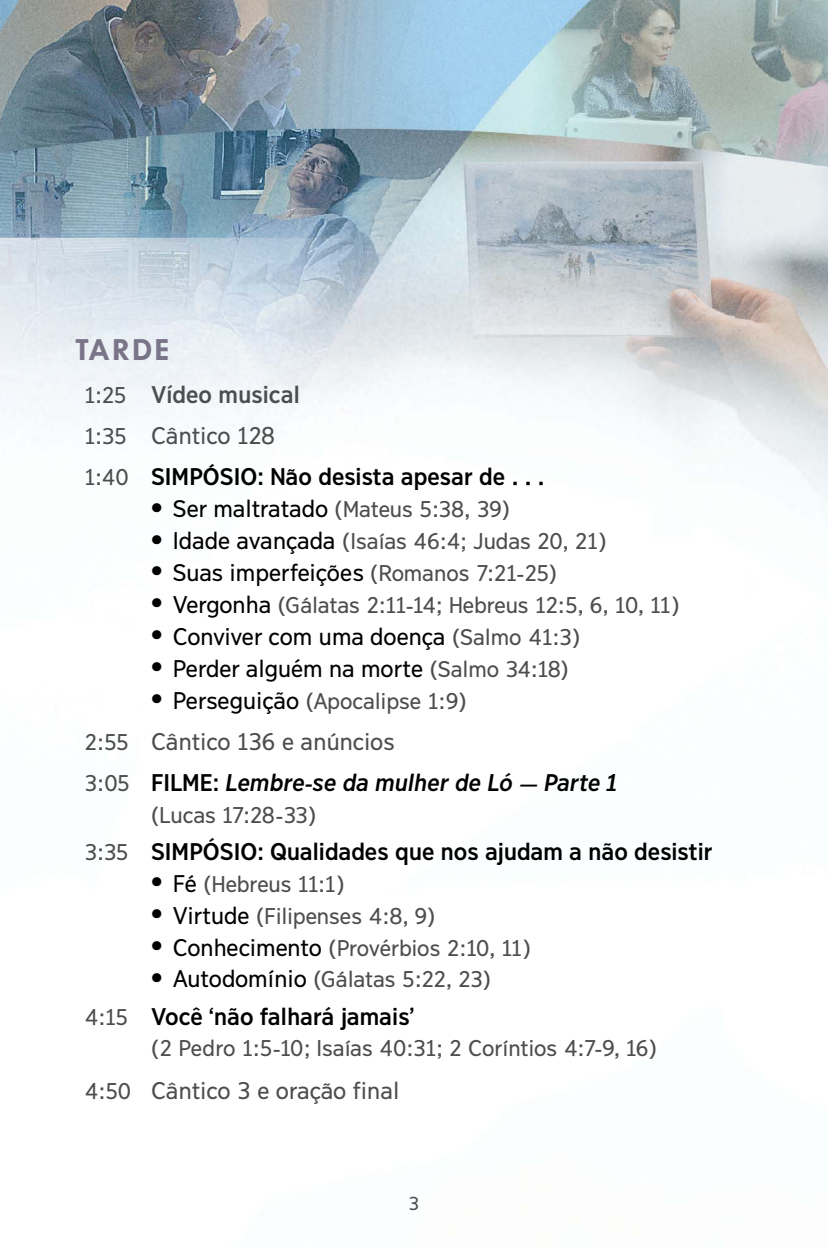 TARDE
1:25 Vídeo musical
1:35 Cântico 128
1:40 SIMPÓSIO: Não desista apesar de . . .
• Ser maltratado (Mateus 5:38, 39)
• Idade avançada (Isaías 46:4; Judas 20, 21)
• Suas imperfeições (Romanos 7:21-25)
• Vergonha (Gálatas 2:11-14; Hebreus 12:5, 6, 10, 11)
• Conviver com uma doença (Salmo 41:3)
• Perder alguém na morte (Salmo 34:18)
• Perseguição (Apocalipse 1:9)
2:55 Cântico 136 e anúncios
3:05 FILME: Lembre-se da mulher de Ló — Parte 1
(Lucas 17:28-33)
3:35 SIMPÓSIO: Qualidades que nos ajudam a não desistir
• Fé (Hebreus 11:1)
• Virtude (Filipenses 4:8, 9)
• Conhecimento (Provérbios 2:10, 11)
• Autodomínio (Gálatas 5:22, 23)
4:15 Você ‘não falhará jamais’
(2 Pedro 1:5-10; Isaías 40:31; 2 Coríntios 4:7-9, 16)
4:50 Cântico 3 e oração final
3